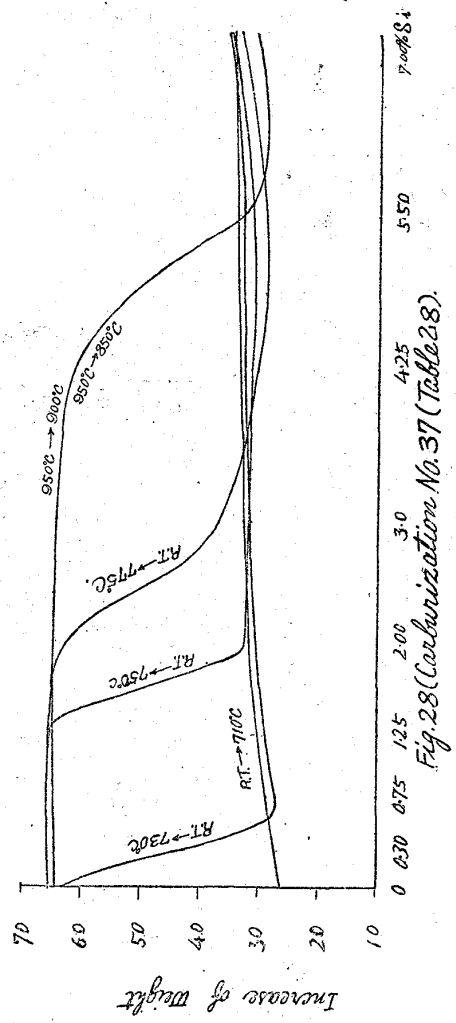 Increase of Weight
7.0
6.0
5.0
4.0
3.0
2.0
1.0
950°C → 900°C
950°C → 850°C
R.T. → 775°C.
R.T. → 750°C
R.T. → 710°C
R.T. → 730°C
0 0.30 0.75 1.25 2.00 3.0 4.25 5.50 7.00% Si
Fig. 28 (Carburization No. 37 (Table 28).